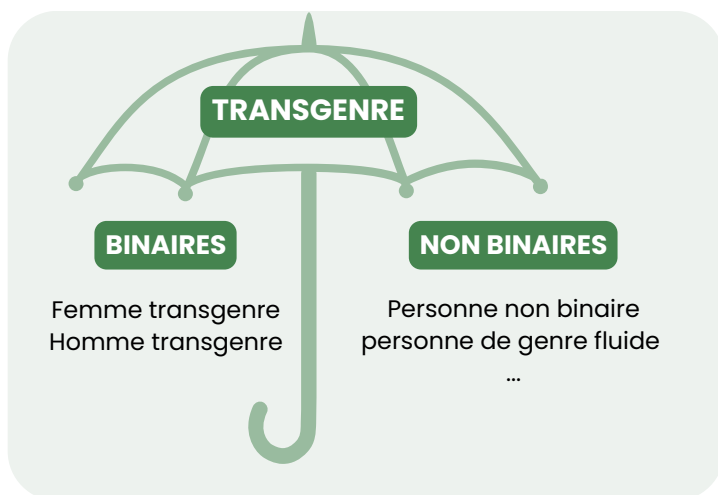 TRANSGENRE
BINAIRES
Femme transgenre
Homme transgenre
NON BINAIRES
Personne non binaire
personne de genre fluide
...